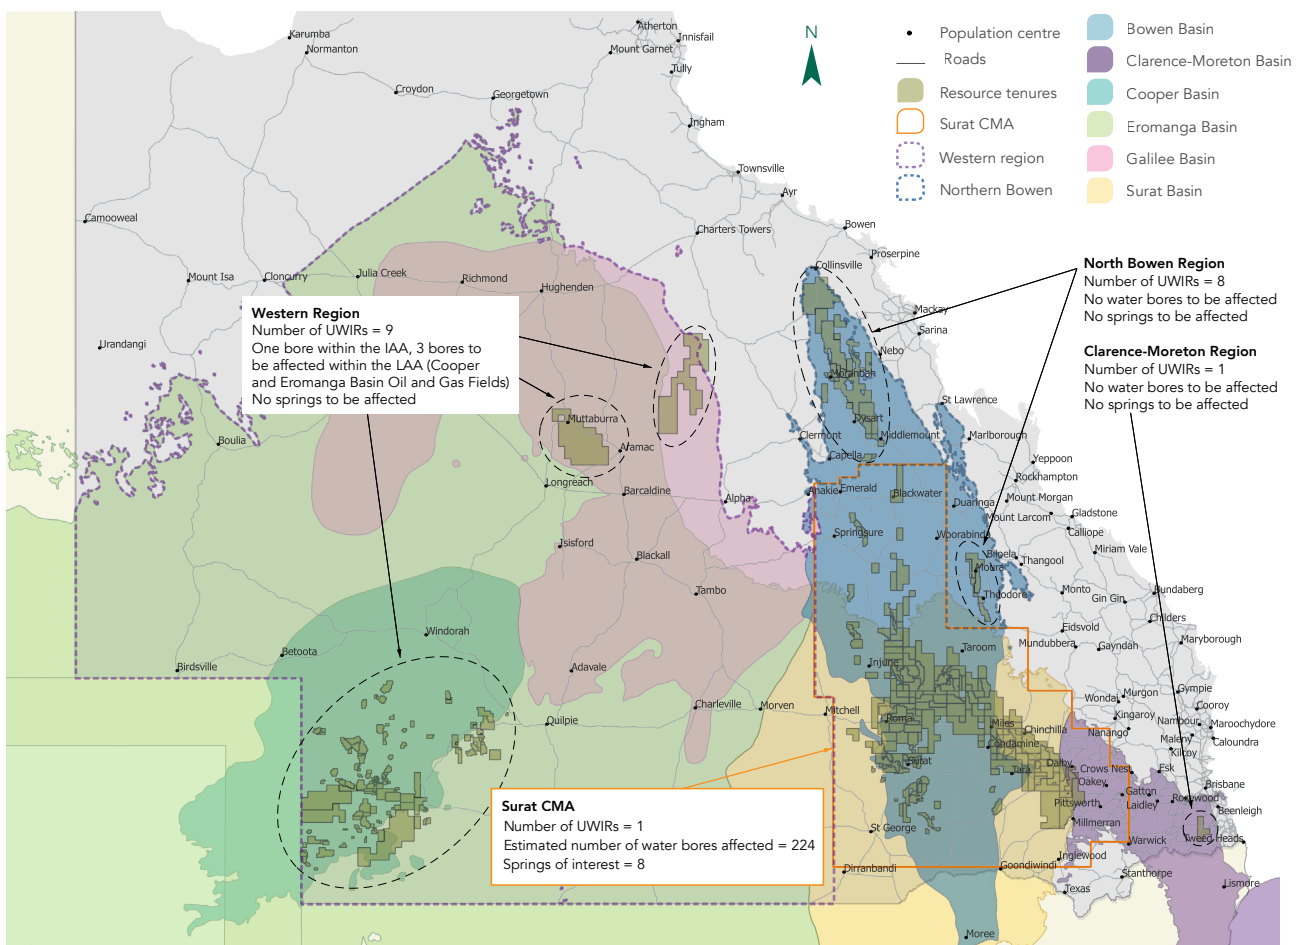 Karumba
Normanton
Atherton
Innisfail
Mount Garnet
Tully
Croydon
Georgetown
Ingham
Townsville
Ayr
N
Population centre
Roads
Resource tenures
Surat CMA
Western region
Northern Bowen
Bowen Basin
Clarence-Moreton Basin
Cooper Basin
Eromanga Basin
Galilee Basin
Surat Basin
Camooweal
Charters Towers
Bowen
Proserpine
Collinsville
Mount Isa
Cloncurry
Julia Creek
Richmond
Hughenden
Mackay
Sarina
Nebo
Moranbah
Urandangi
North Bowen Region
Number of UWIRs = 8
No water bores to be affected
No springs to be affected
Clarence-Moreton Region
Number of UWIRs = 1
No water bores to be affected
No springs to be affected
Western Region
Number of UWIRs = 9
One bore within the IAA, 3 bores to
be affected within the LAA (Cooper
and Eromanga Basin Oil and Gas Fields)
No springs to be affected
St Lawrence
Dysart
Middlemount
Marlborough
Clermont
Capella
Muttaburra
Aramac
Boulia
Longreach
Barcaldine
Alpha
Yeppoon
Rockhampton
Anakie
Emerald
Blackwater
Duaringa
Mount Morgan
Mount Larcom
Gladstone
Calliope
Springsure
Woorabinda
Isisford
Blackall
Biloela
Thangool
Miriam Vale
Moura
Tambo
Theodore
Monto
Gin Gin
Bundaberg
Childers
Windorah
Betoota
Birdsville
Adavale
Eidsvold
Mundubbera
Gayndah
Maryborough
Taroom
Injune
Quilpie
Charleville
Morven
Mitchell
Roma
Miles
Chinchilla
Condamine
Wondai
Murgon
Gympie
Kingaroy
Cooroy
Nambour
Maroochydore
Nanango
Maleny
Caloundra
Kilcoy
Surat
Tara
Dalby
Crows Nest
Esk
Oakey
Gatton
Laidley
Rosewood
Brisbane
Beenleigh
Pittsworth
Millmerran
Warwick
Tweed Heads
Surat CMA
Number of UWIRs = 1
Estimated number of water bores affected = 224
Springs of interest = 8
St George
Dirranbandi
Goondiwindi
Inglewood
Stanthorpe
Texas
Lismore
Moree